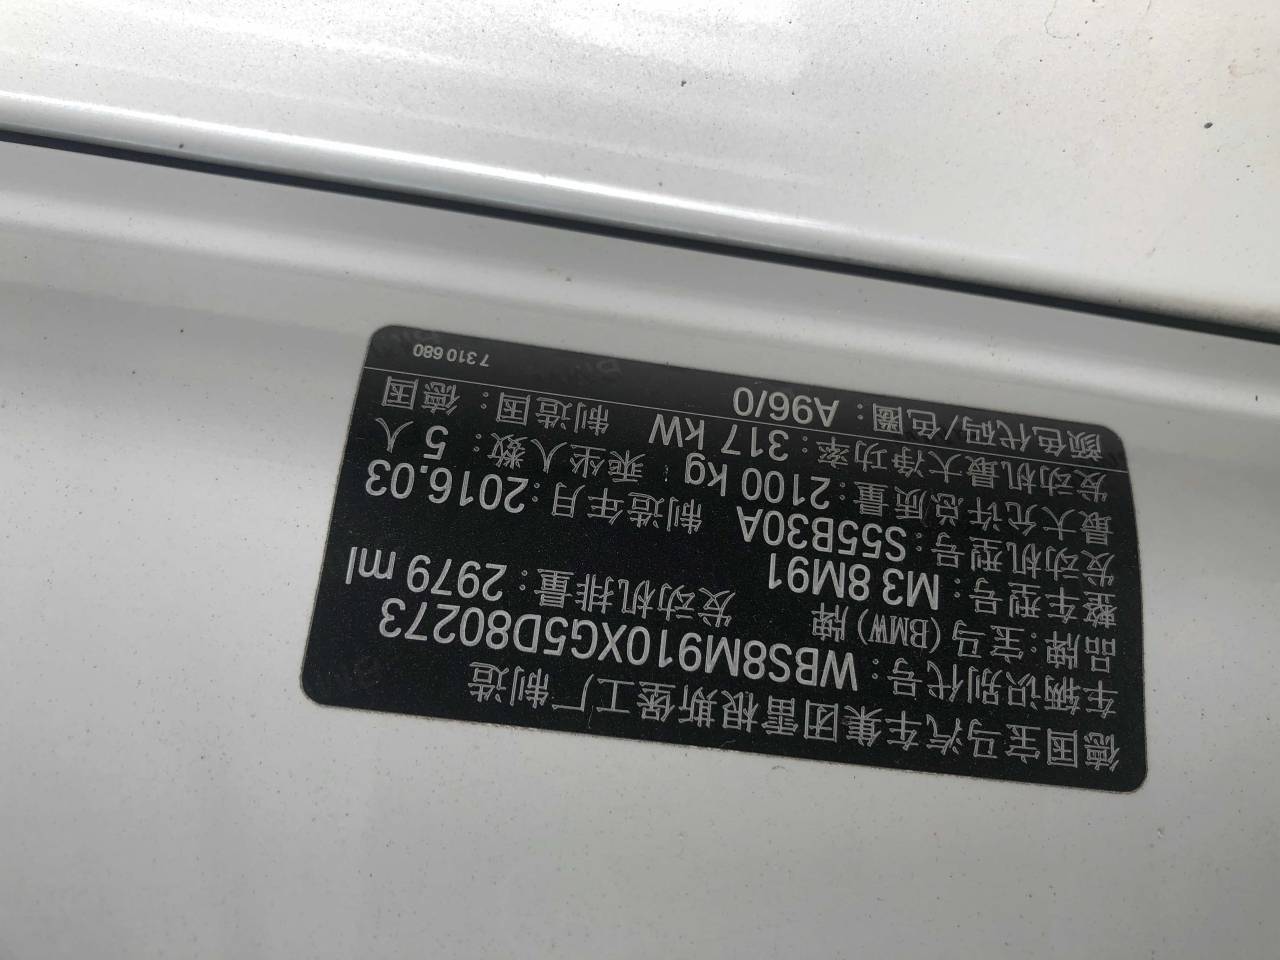 德国宝马汽车集团雷根斯堡工厂制造
车辆识别代号：WBS8M910XG5D80273
品牌：宝马(BMW)牌 发动机排量：2979 ml
整车型号：M3 8M91
发动机型号：S55B30A 制造年月：2016.03
最大允许总质量：2100 kg 乘坐人数：5 人
发动机最大净功率：317 kW 制造国：德国
颜色代码/色圈：A96/0
7 310 680